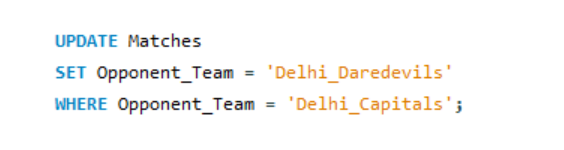 UPDATE Matches
SET Opponent_Team = 'Delhi_Daredevils'
WHERE Opponent_Team = 'Delhi_Capitals';